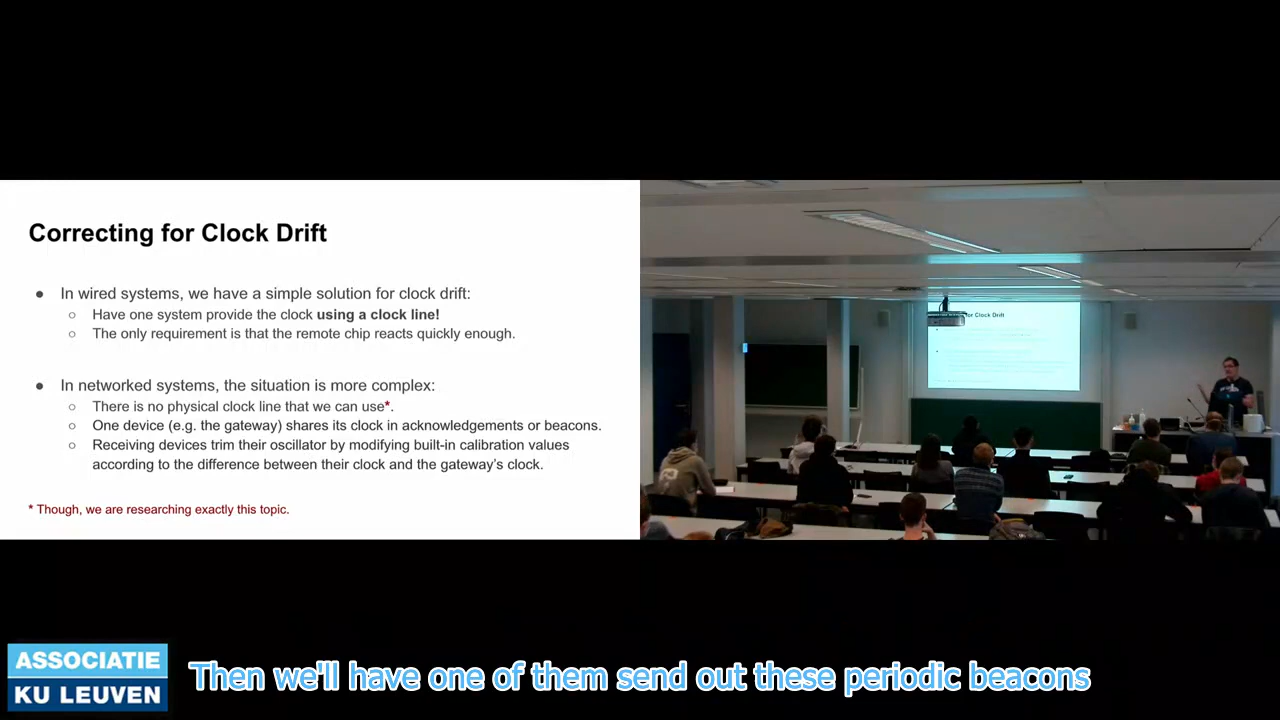 Correcting for Clock Drift
● In wired systems, we have a simple solution for clock drift:
○ Have one system provide the clock using a clock line!
○ The only requirement is that the remote chip reacts quickly enough.
● In networked systems, the situation is more complex:
○ There is no physical clock line that we can use*.
○ One device (e.g. the gateway) shares its clock in acknowledgements or beacons.
○ Receiving devices trim their oscillator by modifying built-in calibration values
according to the difference between their clock and the gateway's clock.
* Though, we are researching exactly this topic.
for Clock Drift
ASSOCIATIE
KU LEUVEN
Then we'll have one of them send out these periodic beacons